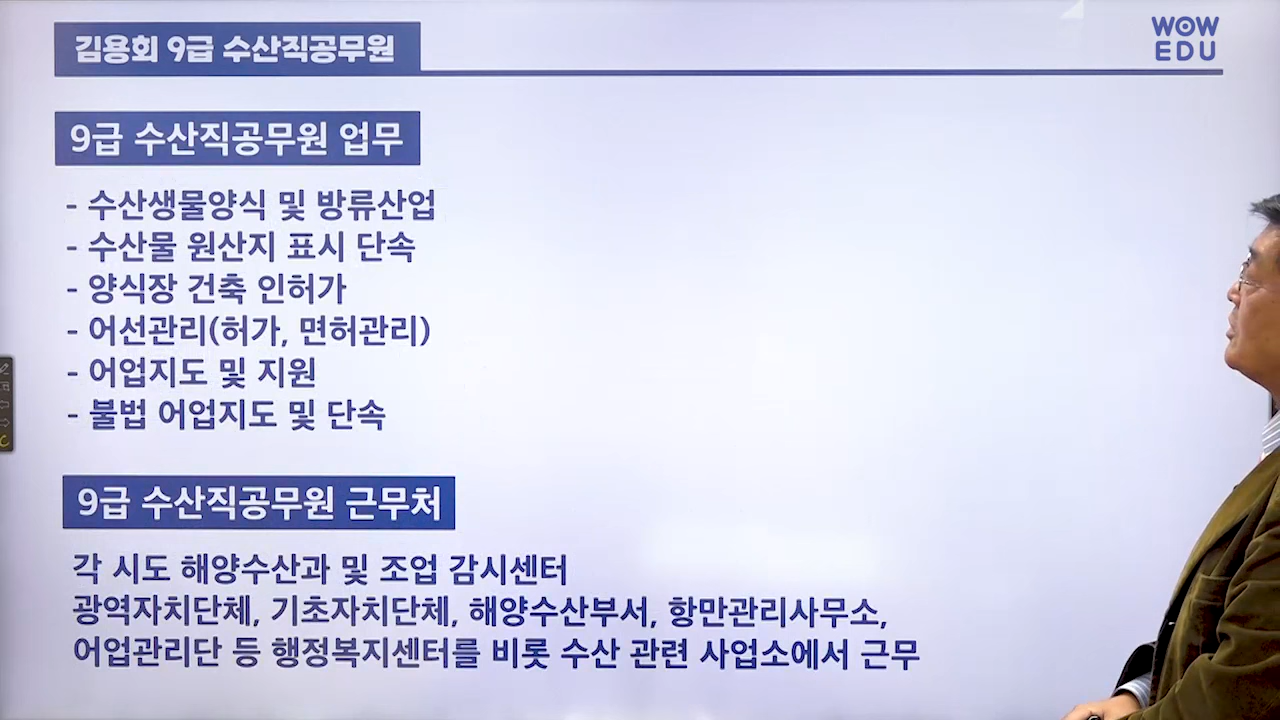 김용회 9급 수산직공무원
WOW
EDU
9급 수산직공무원 업무
- 수산생물양식 및 방류산업
- 수산물 원산지 표시 단속
- 양식장 건축 인허가
- 어선관리(허가, 면허관리)
- 어업지도 및 지원
- 불법 어업지도 및 단속
9급 수산직공무원 근무처
각 시도 해양수산과 및 조업 감시센터
광역자치단체, 기초자치단체, 해양수산부서, 항만관리사무소,
어업관리단 등 행정복지센터를 비롯 수산 관련 사업소에서 근무